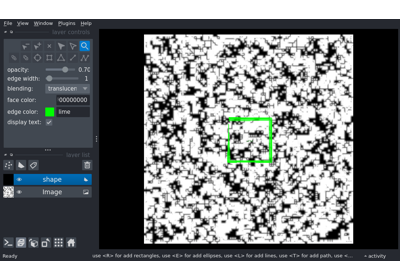 File View Window Plugins Help
layer controls
opacity: 0.70
edge width: 1
blending: translucen
face color: 00000000
edge color: lime
display text:
layer list
shape
Image
Ready
use <R> for add rectangles, use <E> for add ellipses, use <L> for add lines, use <T> for add path, use <...
activity